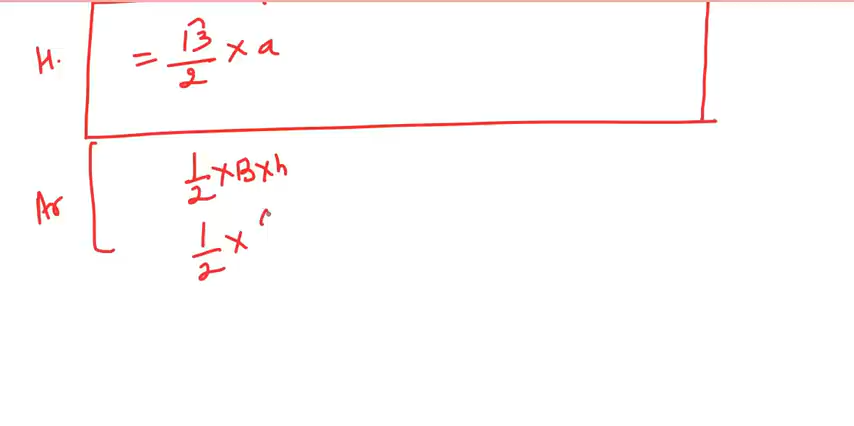 H. = √3/2 × a
Ar 1/2 × B × h
1/2 ×